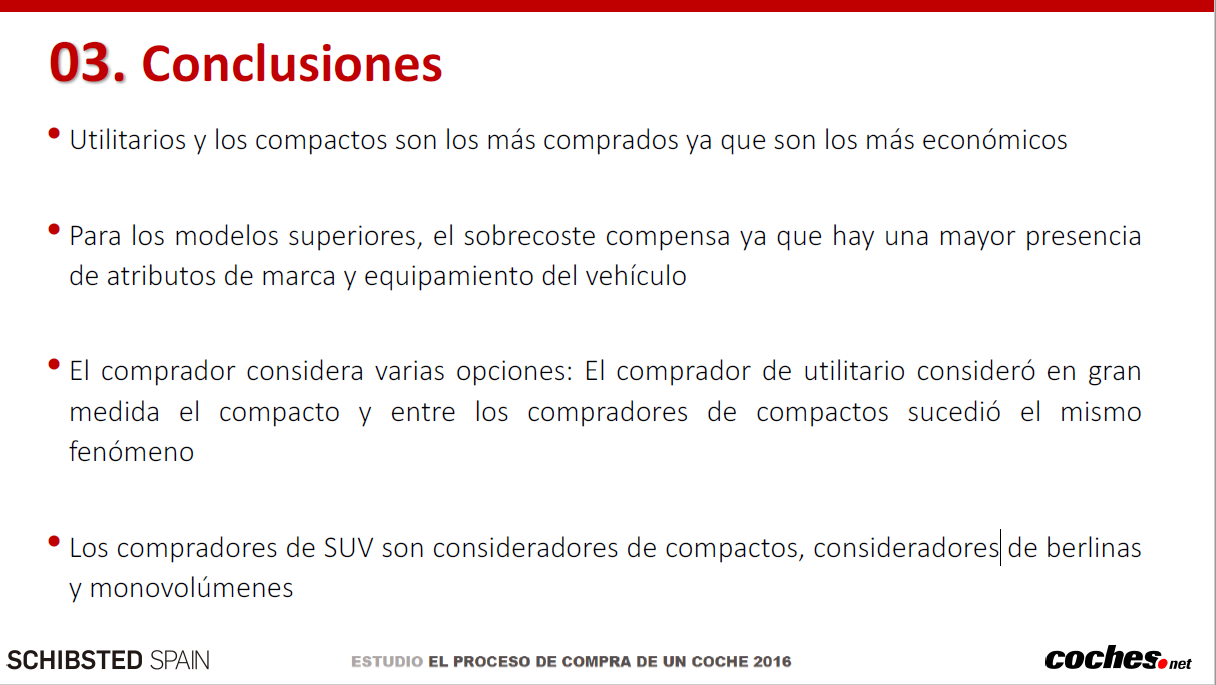 03. Conclusiones
• Utilitarios y los compactos son los más comprados ya que son los más económicos
• Para los modelos superiores, el sobrecoste compensa ya que hay una mayor presencia
de atributos de marca y equipamiento del vehículo
• El comprador considera varias opciones: El comprador de utilitario consideró en gran
medida el compacto y entre los compradores de compactos sucedió el mismo
fenómeno
• Los compradores de SUV son consideradores de compactos, consideradores de berlinas
y monovolúmenes
SCHIBSTED SPAIN
ESTUDIO EL PROCESO DE COMPRA DE UN COCHE 2016
coches.net